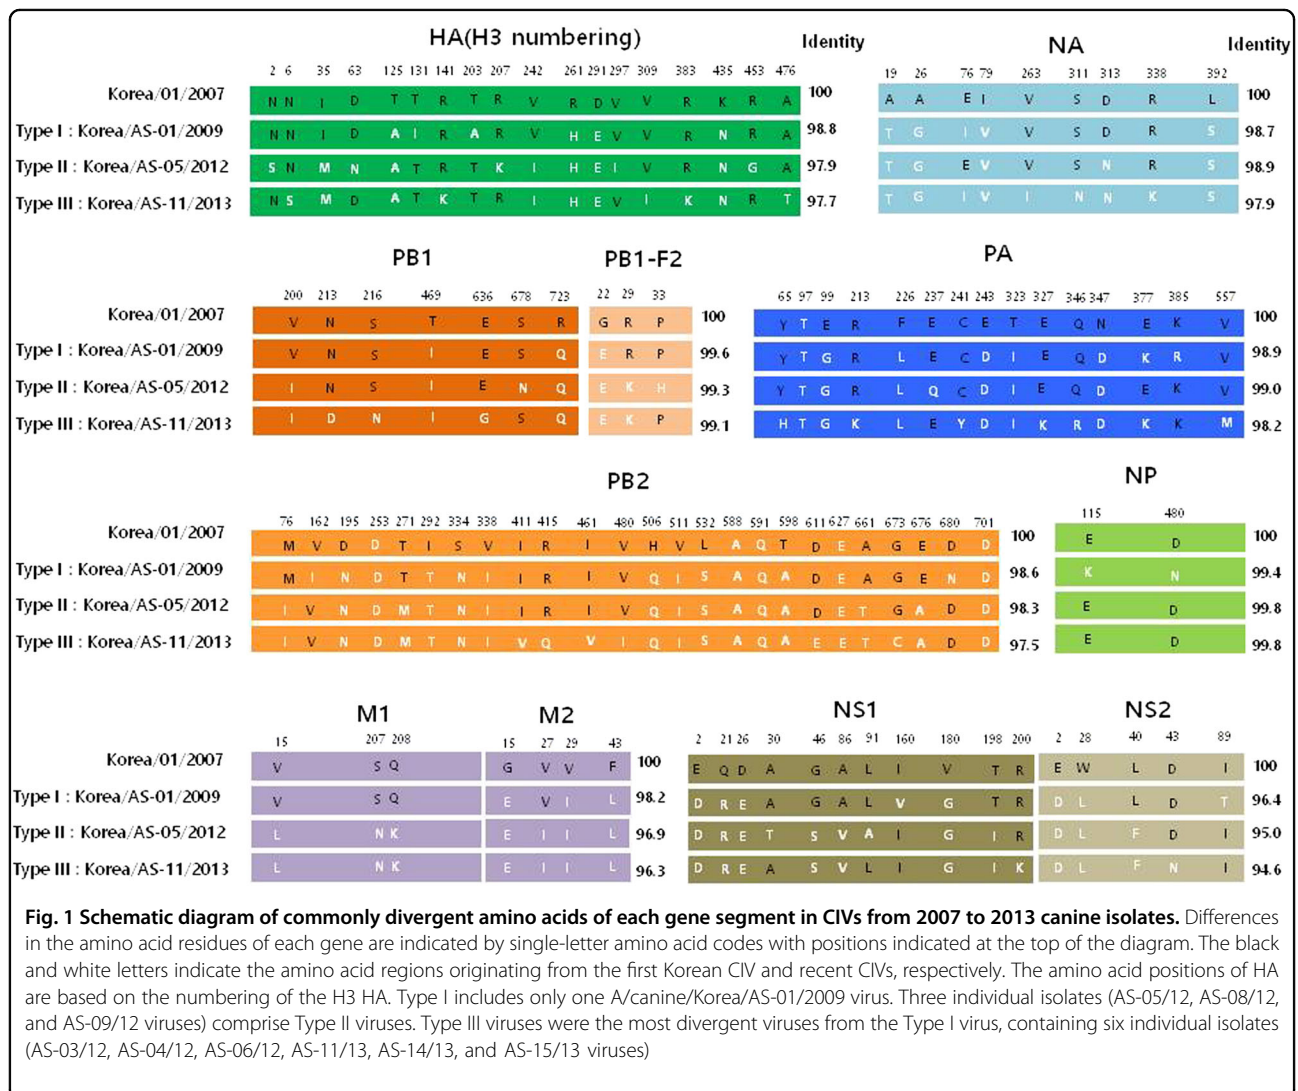 HA(H3 numbering) Identity NA Identity
2 6 35 63 125 131 141 203 207 242 261 291 297 309 383 435 453 476 19 26 76 79 263 311 313 338 392
Korea/01/2007 N N I D T T R T R V R D V V R K R A 100 A A E I V S D R L 100
Type I : Korea/AS-01/2009 N N I D A I R A R V H E V V R N R A 98.8 T G I V V S D R S 98.7
Type II : Korea/AS-05/2012 S N M N A T R T K I H E I V R N G A 97.9 T G E V V S N R S 98.9
Type III : Korea/AS-11/2013 N S M D A T K T R I H E V I K N R T 97.7 T G I V I N N K S 97.9
PB1 PB1-F2 PA
200 213 216 469 636 678 723 22 29 33 65 97 99 213 226 237 241 243 323 327 346 347 377 385 557
Korea/01/2007 V N S T E S R G R P 100 Y T E R F E C E T E Q N E K V 100
Type I : Korea/AS-01/2009 V N S I E S Q E R P 99.6 Y T G R L E C D I E Q D K R V 98.9
Type II : Korea/AS-05/2012 I N S I E N Q E K H 99.3 Y T G R L Q C D I E Q D E K V 99.0
Type III : Korea/AS-11/2013 I D N I G S Q E K P 99.1 H T G K L E Y D I K R D K K M 98.2
PB2 NP
76 162 195 253 271 292 334 338 411 415 461 480 506 511 532 588 591 598 611 627 661 673 676 680 701 115 480
Korea/01/2007 M V D D T I S V I R I V H V L A Q T D E A G E D D 100 E D 100
Type I : Korea/AS-01/2009 M I N D T T N I I R I V Q I S A Q A D E A G E N D 98.6 K N 99.4
Type II : Korea/AS-05/2012 I V N D M T N I I R I V Q I S A Q A D E T G A D D 98.3 E D 99.8
Type III : Korea/AS-11/2013 I V N D M T N I V Q V I Q I S A Q A E E T C A D D 97.5 E D 99.8
M1 M2 NS1 NS2
15 207 208 15 27 29 43 2 21 26 30 46 86 91 160 180 198 200 2 28 40 43 89
Korea/01/2007 V S Q G V V F 100 E Q D A G A L I V T R E W L D I 100
Type I : Korea/AS-01/2009 V S Q E V I L 98.2 D R E A G A L V G T R D L L D T 96.4
Type II : Korea/AS-05/2012 L N K E I I L 96.9 D R E T S V A I G I R D L F D I 95.0
Type III : Korea/AS-11/2013 L N K E I I L 96.3 D R E A S V L I G I K D L F N I 94.6
Fig. 1 Schematic diagram of commonly divergent amino acids of each gene segment in CIVs from 2007 to 2013 canine isolates. Differences
in the amino acid residues of each gene are indicated by single-letter amino acid codes with positions indicated at the top of the diagram. The black
and white letters indicate the amino acid regions originating from the first Korean CIV and recent CIVs, respectively. The amino acid positions of HA
are based on the numbering of the H3 HA. Type I includes only one A/canine/Korea/AS-01/2009 virus. Three individual isolates (AS-05/12, AS-08/12,
and AS-09/12 viruses) comprise Type II viruses. Type III viruses were the most divergent viruses from the Type I virus, containing six individual isolates
(AS-03/12, AS-04/12, AS-06/12, AS-11/13, AS-14/13, and AS-15/13 viruses)